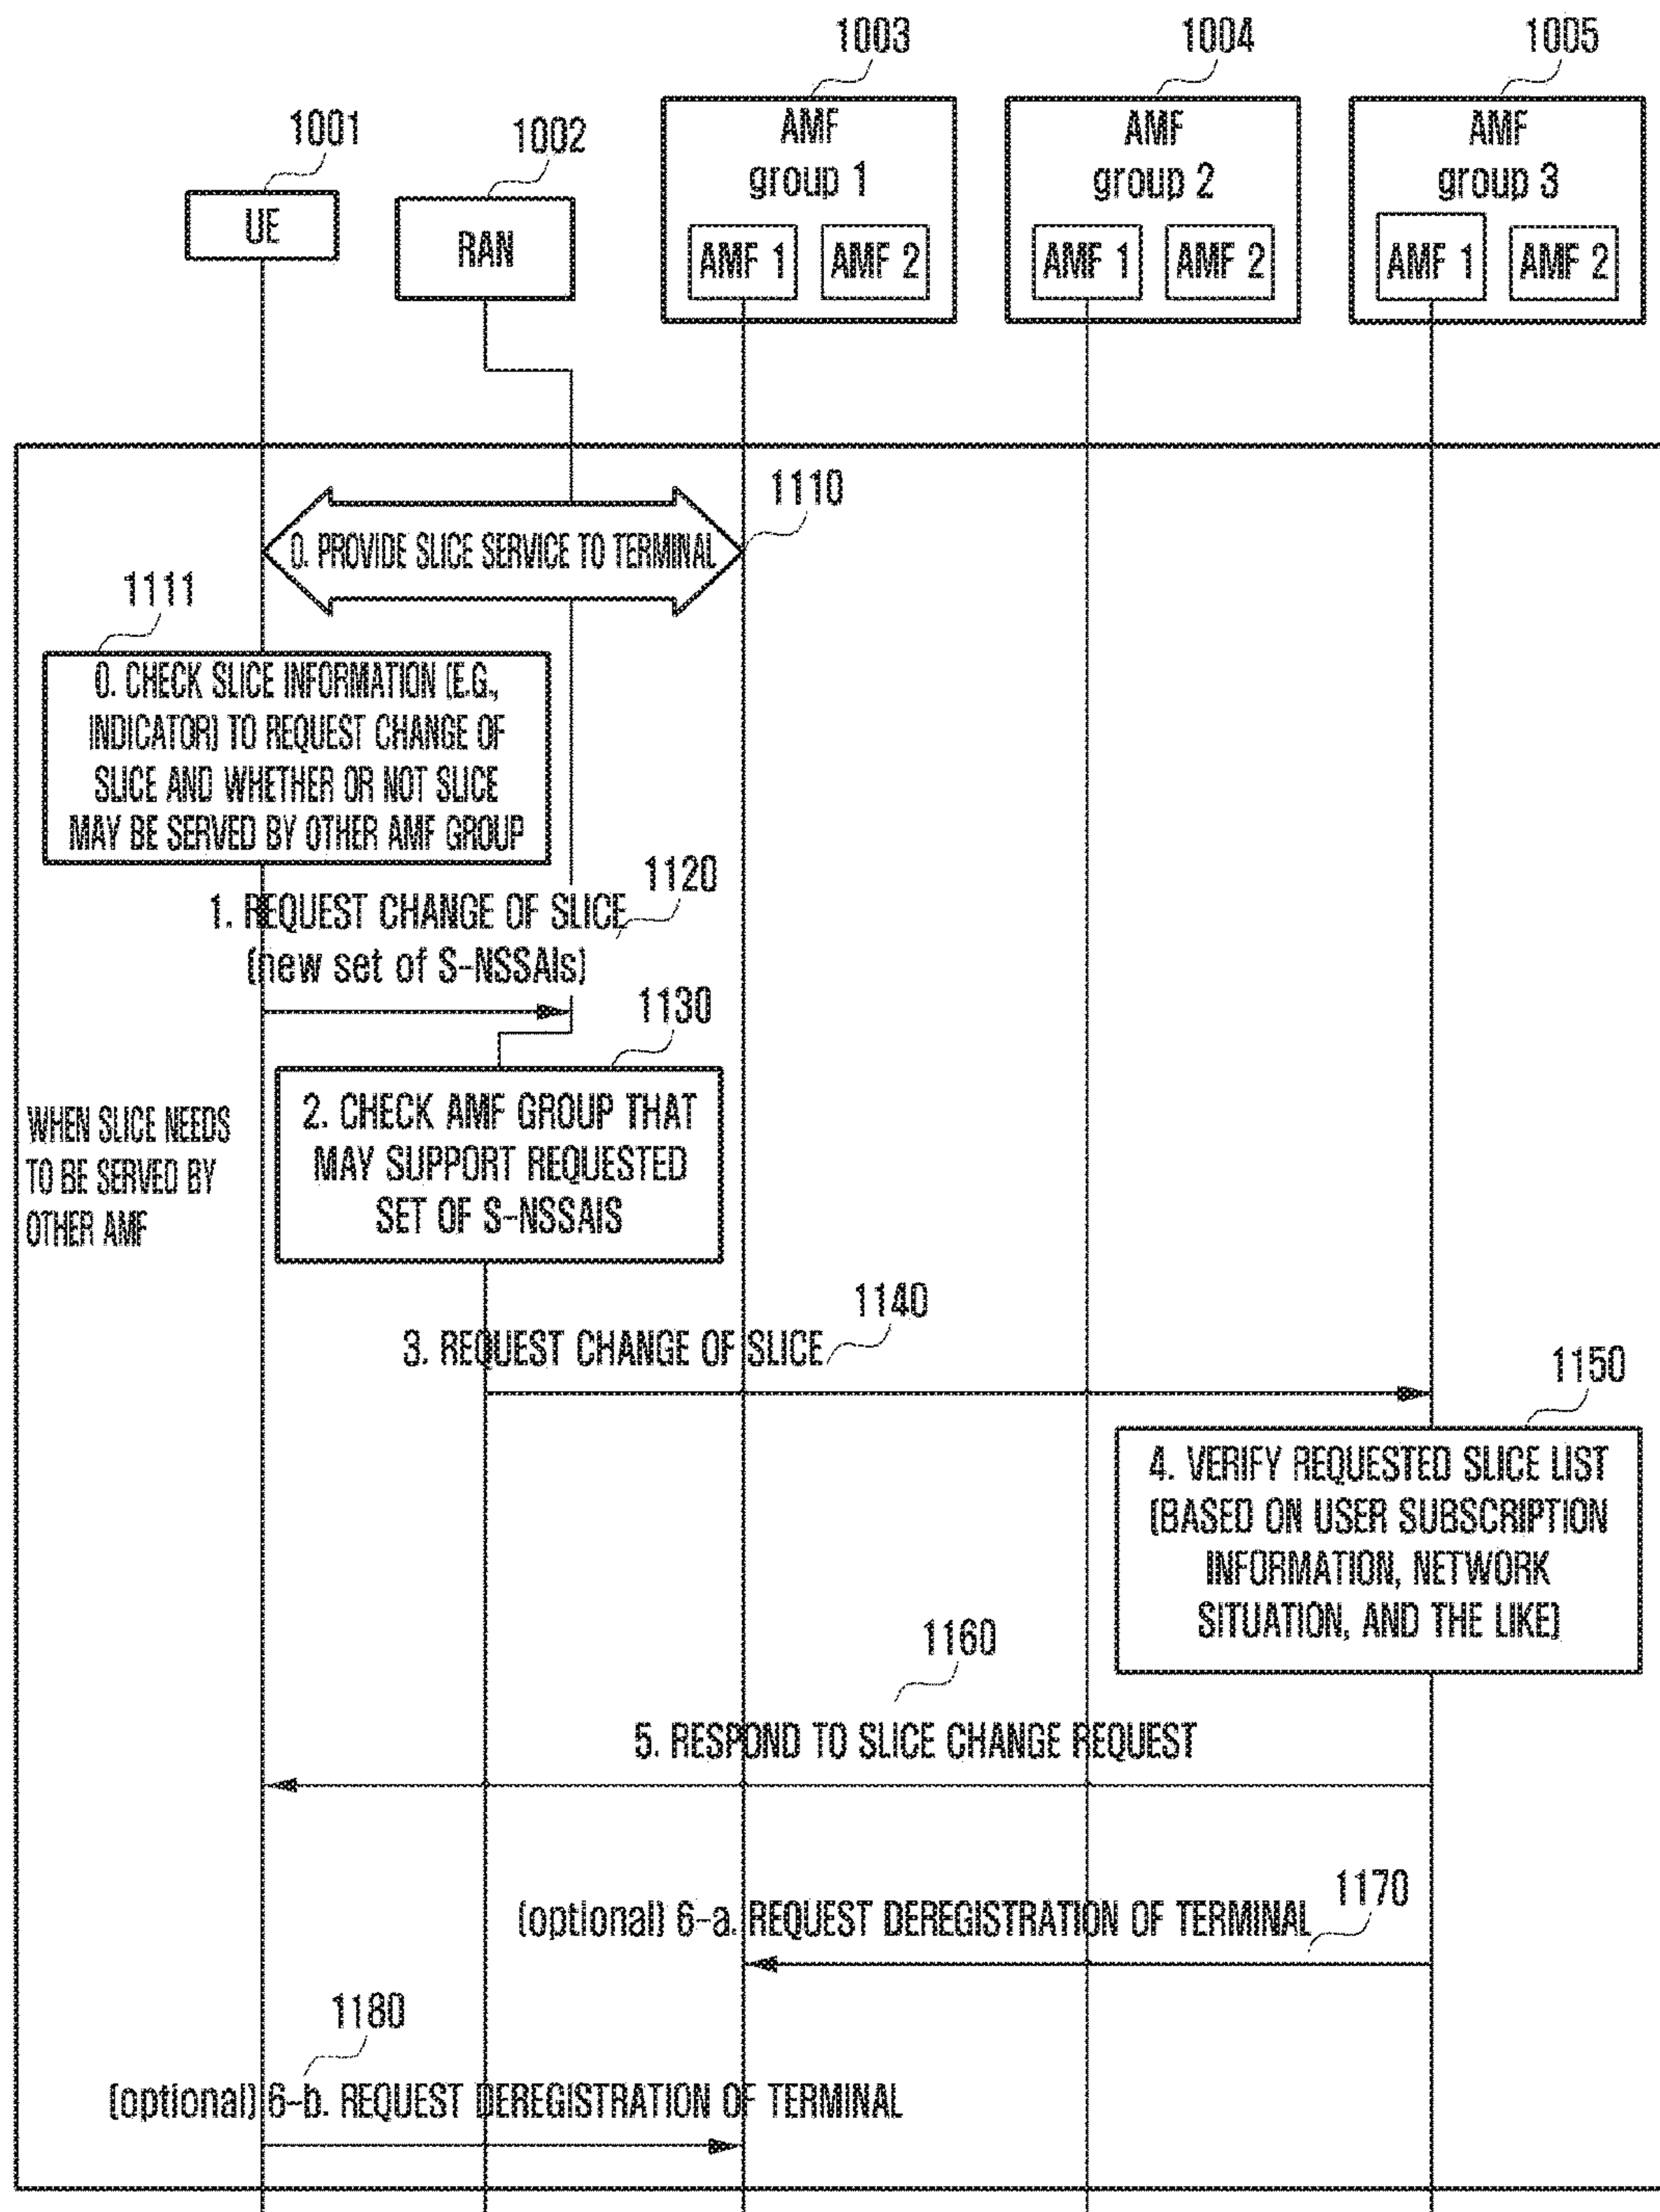 1003
1004
1005
1001
1002
AMF
group 1
AMF 1
AMF 2
AMF
group 2
AMF 1
AMF 2
AMF
group 3
AMF 1
AMF 2
UE
RAN
1110
0. PROVIDE SLICE SERVICE TO TERMINAL
1111
0. CHECK SLICE INFORMATION (E.G.,
INDICATOR) TO REQUEST CHANGE OF
SLICE AND WHETHER OR NOT SLICE
MAY BE SERVED BY OTHER AMF GROUP
1120
1. REQUEST CHANGE OF SLICE
(new set of S-NSSAIs)
1130
2. CHECK AMF GROUP THAT
MAY SUPPORT REQUESTED
SET OF S-NSSAIS
WHEN SLICE NEEDS
TO BE SERVED BY
OTHER AMF
1140
3. REQUEST CHANGE OF SLICE
1150
4. VERIFY REQUESTED SLICE LIST
(BASED ON USER SUBSCRIPTION
INFORMATION, NETWORK
SITUATION, AND THE LIKE)
1160
5. RESPOND TO SLICE CHANGE REQUEST
1170
(optional) 6-a. REQUEST DEREGISTRATION OF TERMINAL
1180
(optional) 6-b. REQUEST DEREGISTRATION OF TERMINAL